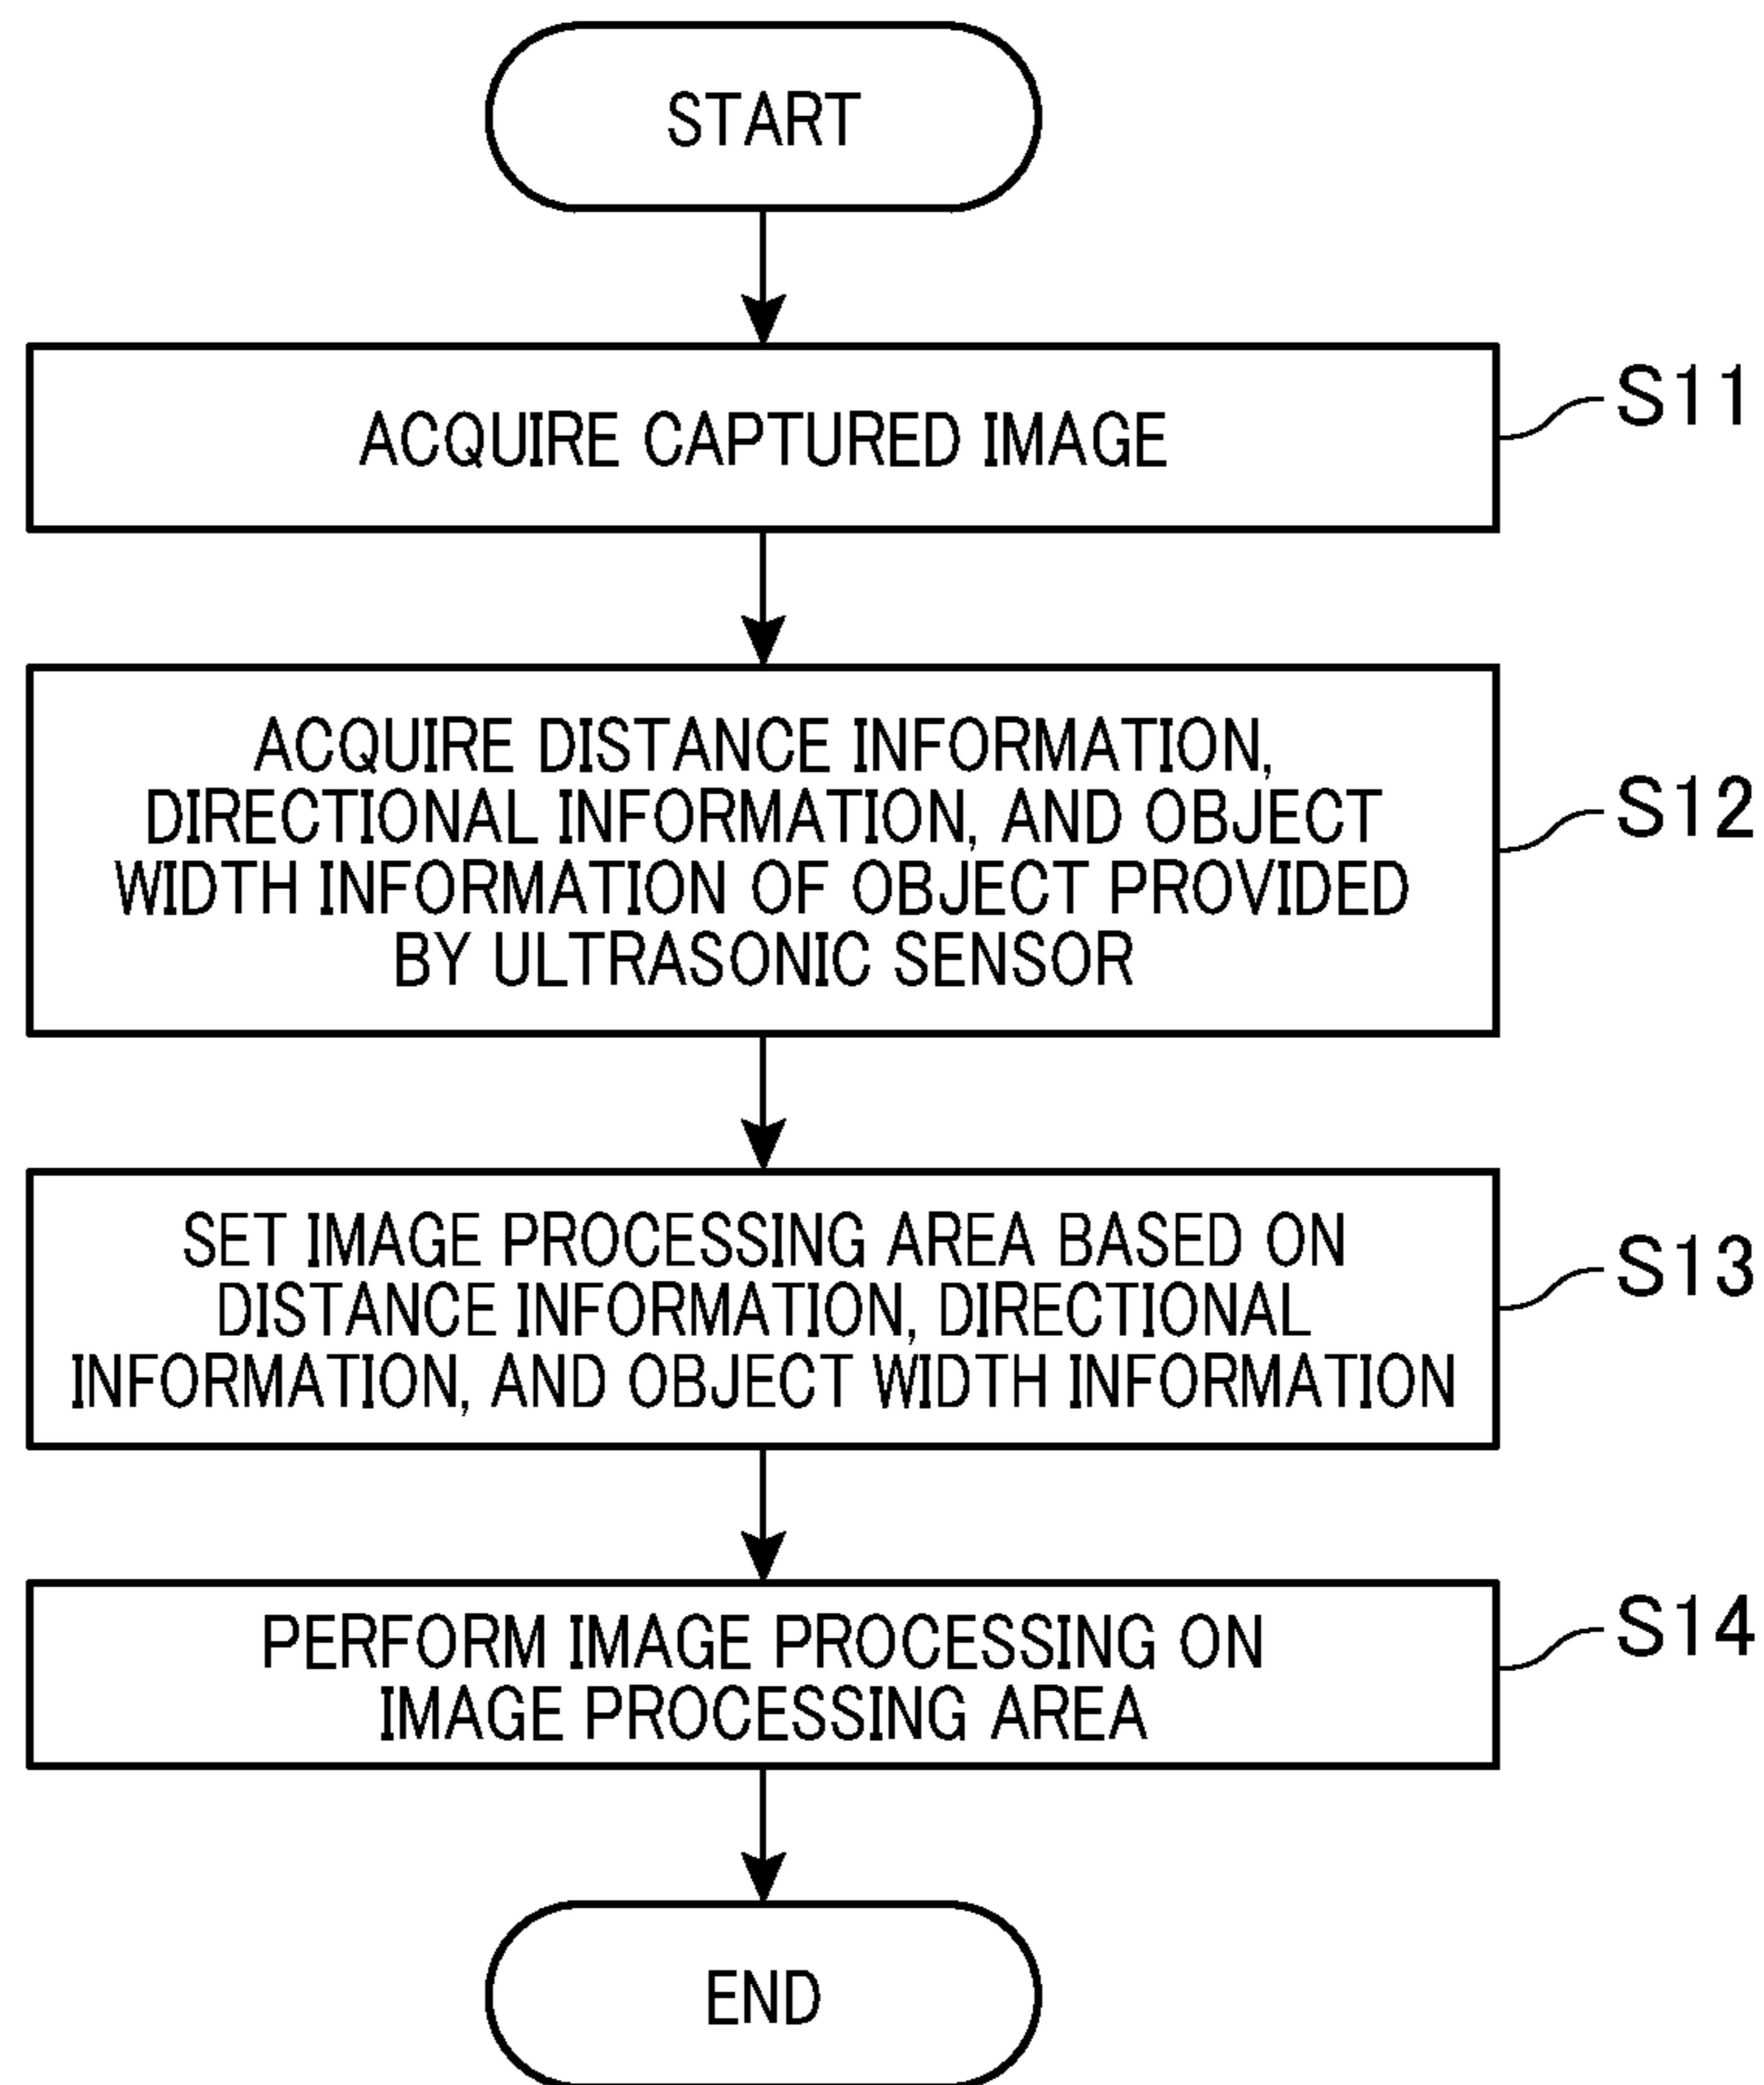 START
ACQUIRE CAPTURED IMAGE
S11
ACQUIRE DISTANCE INFORMATION,
DIRECTIONAL INFORMATION, AND OBJECT
WIDTH INFORMATION OF OBJECT PROVIDED
BY ULTRASONIC SENSOR
S12
SET IMAGE PROCESSING AREA BASED ON
DISTANCE INFORMATION, DIRECTIONAL
INFORMATION, AND OBJECT WIDTH INFORMATION
S13
PERFORM IMAGE PROCESSING ON
IMAGE PROCESSING AREA
S14
END